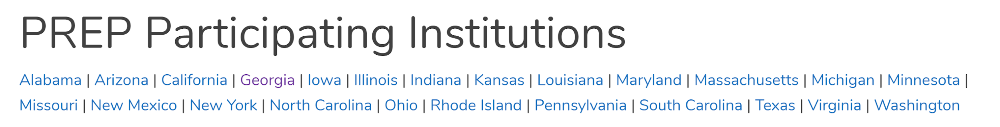 PREP Participating Institutions
Alabama | Arizona | California | Georgia | Iowa | Illinois | Indiana | Kansas | Louisiana | Maryland | Massachusetts | Michigan | Minnesota |
Missouri | New Mexico | New York | North Carolina | Ohio | Rhode Island | Pennsylvania | South Carolina | Texas | Virginia | Washington